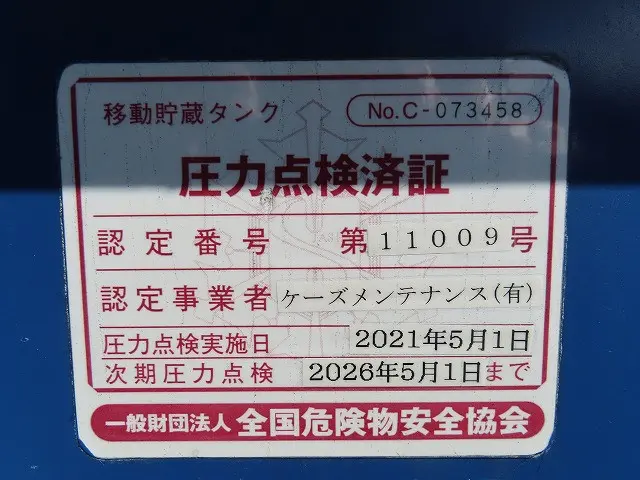 移動貯蔵タンク No.C-073458
圧力点検済証
認定番号 第11009号
認定事業者 ケーズメンテナンス(有)
圧力点検実施日 2021年5月1日
次期圧力点検 2026年5月1日まで
一般財団法人 全国危険物安全協会